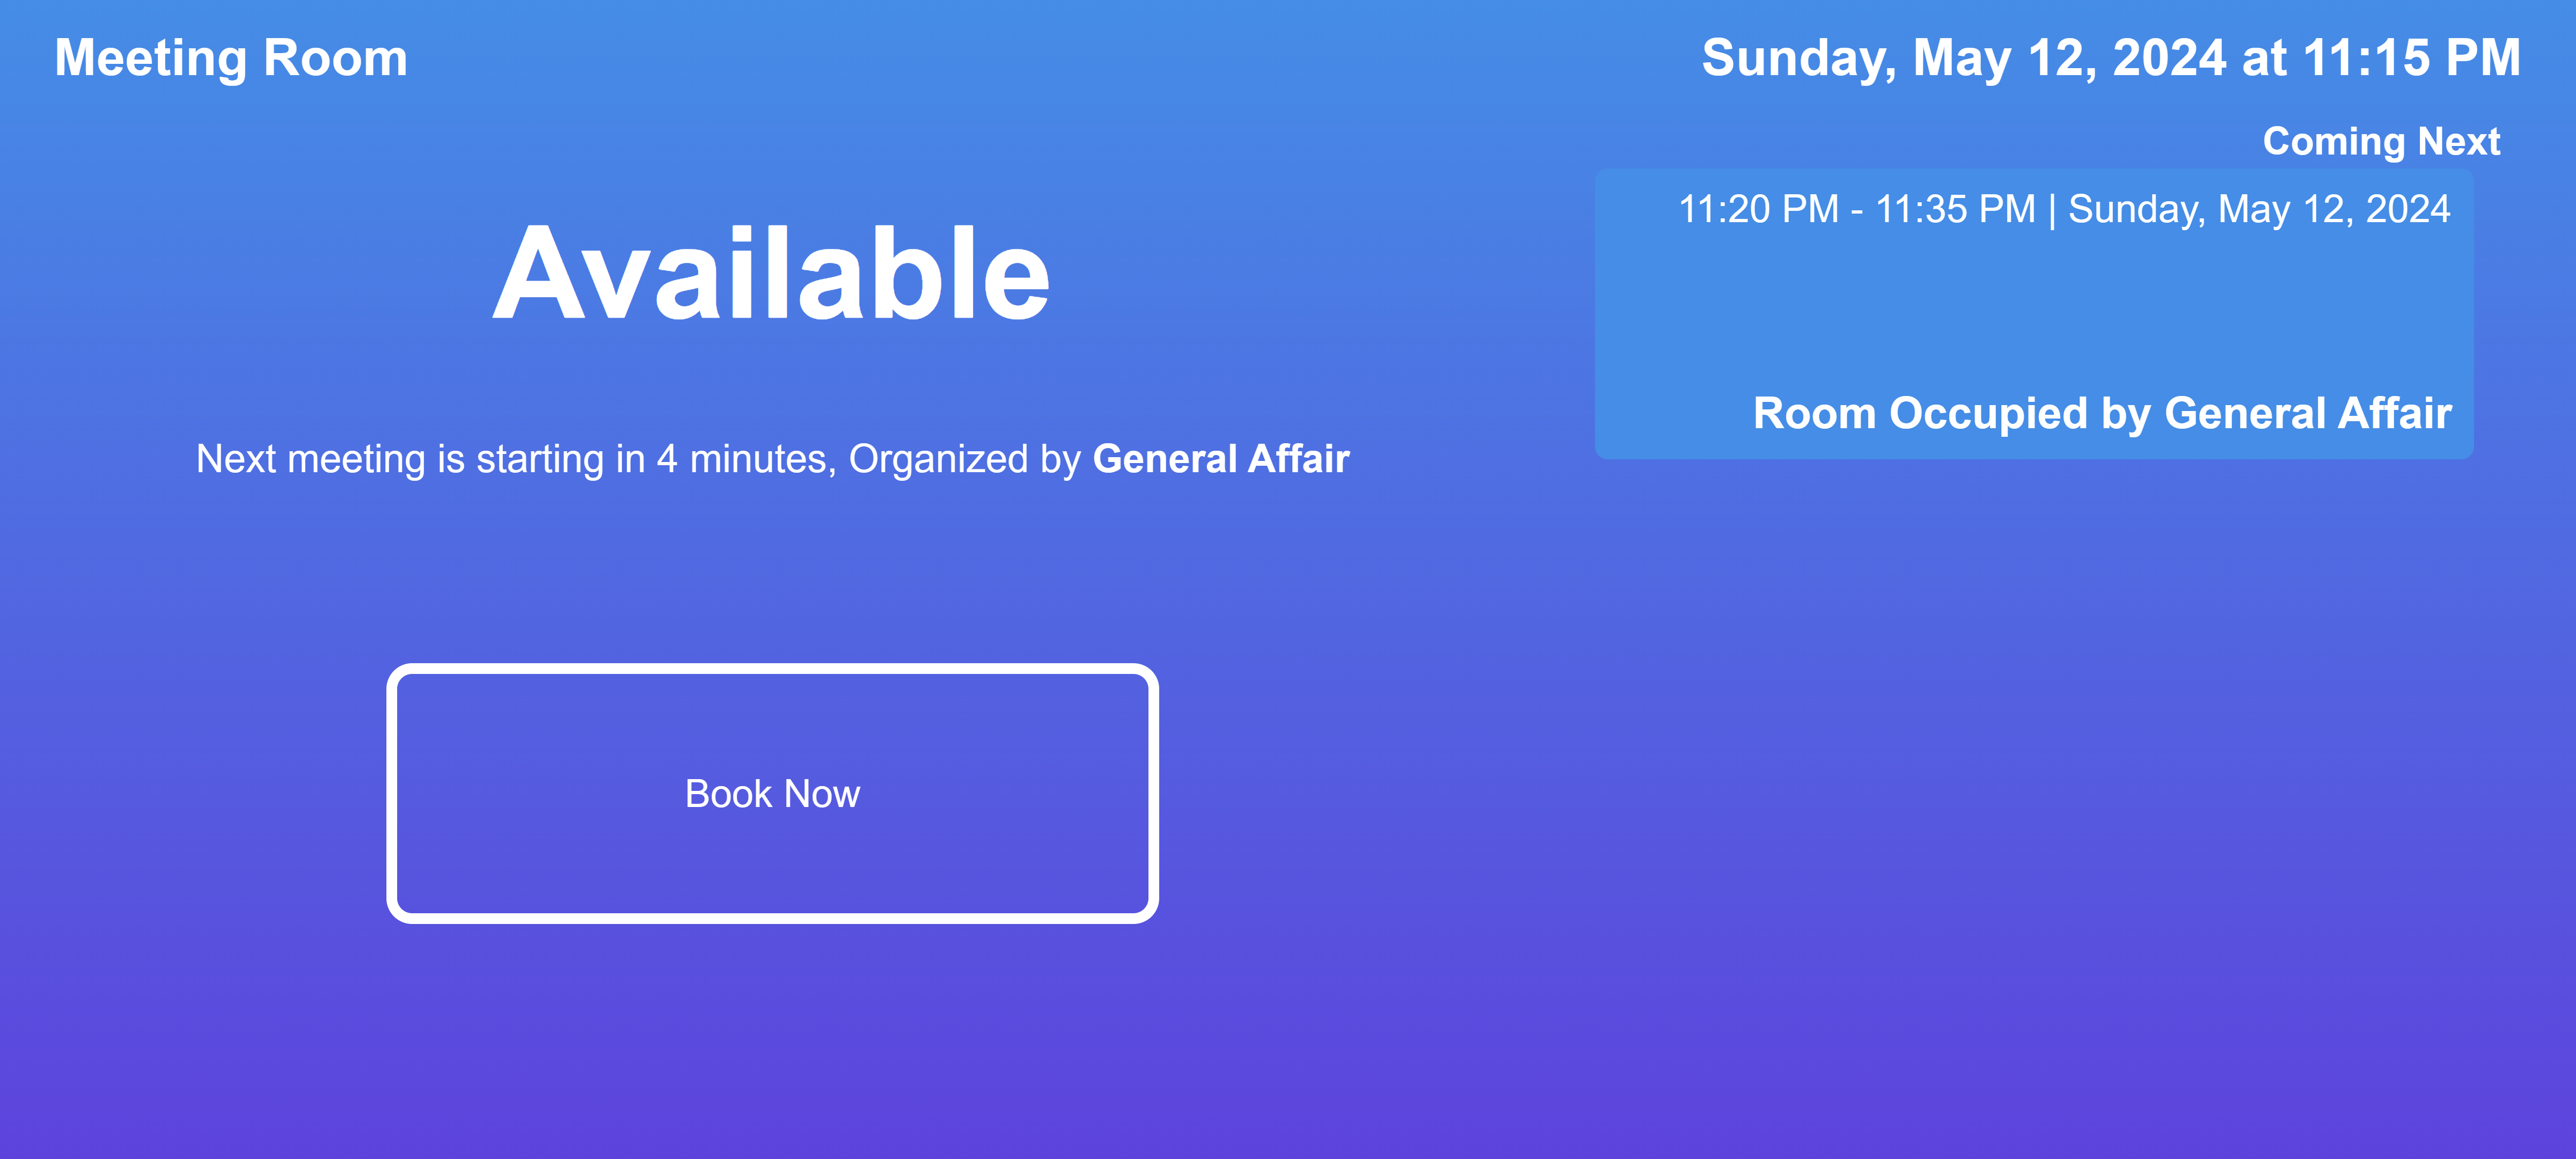 Meeting Room
Sunday, May 12, 2024 at 11:15 PM
Coming Next
11:20 PM - 11:35 PM | Sunday, May 12, 2024
Room Occupied by General Affair
Available
Next meeting is starting in 4 minutes, Organized by General Affair
Book Now